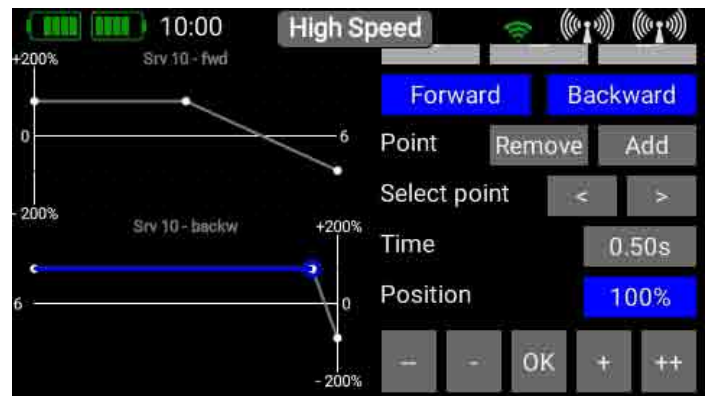 10:00 High Speed
+200% Srv 10 - fwd
0 6
- 200%
Srv 10 - backw +200%
6 0
- 200%
Forward Backward
Point Remove Add
Select point < >
Time 0.50s
Position 100%
-- - OK + ++